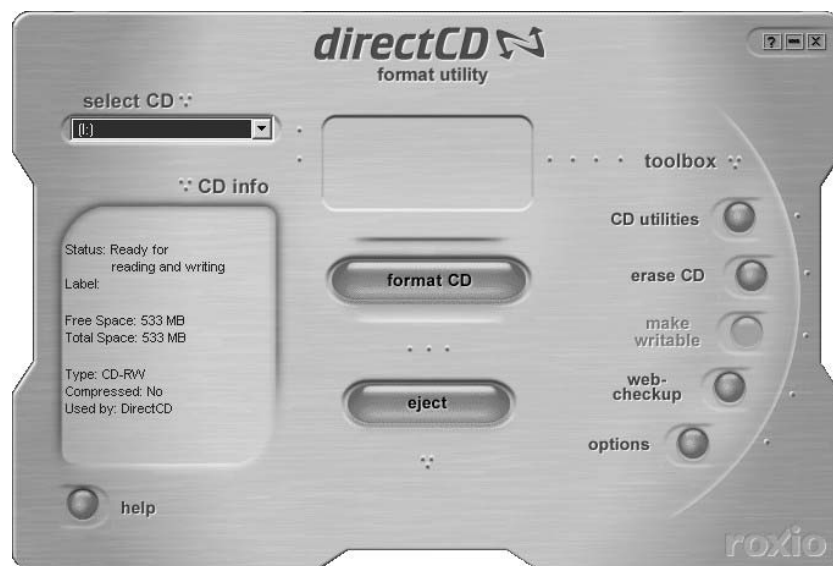 directCD
format utility
? - X
select CD
(I:)
CD info
Status: Ready for
reading and writing
Label:
Free Space: 533 MB
Total Space: 533 MB
Type: CD-RW
Compressed: No
Used by: DirectCD
help
format CD
eject
toolbox
CD utilities
erase CD
make
writable
web-
checkup
options
roxio